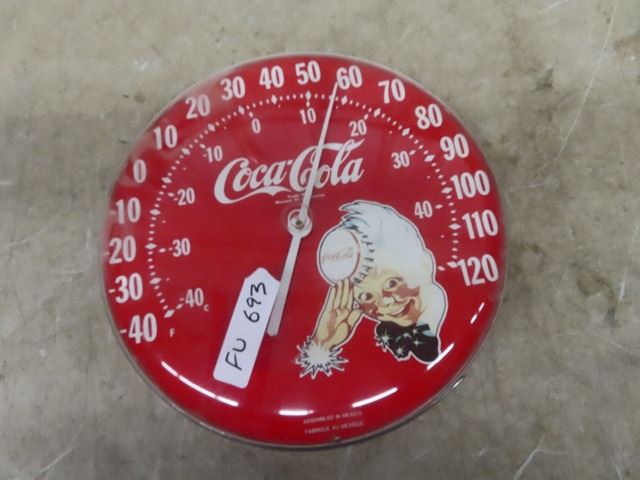 -40 -30 -20 -10 0 10 20 30 40 50 60 70 80 90 100 110 120
F
-40 -30 -20 -10 0 10 20 30 40
C
Coca-Cola
Coca-Cola
FU 693
ASSEMBLED IN MEXICO
FABRIQUE AU MEXIQUE